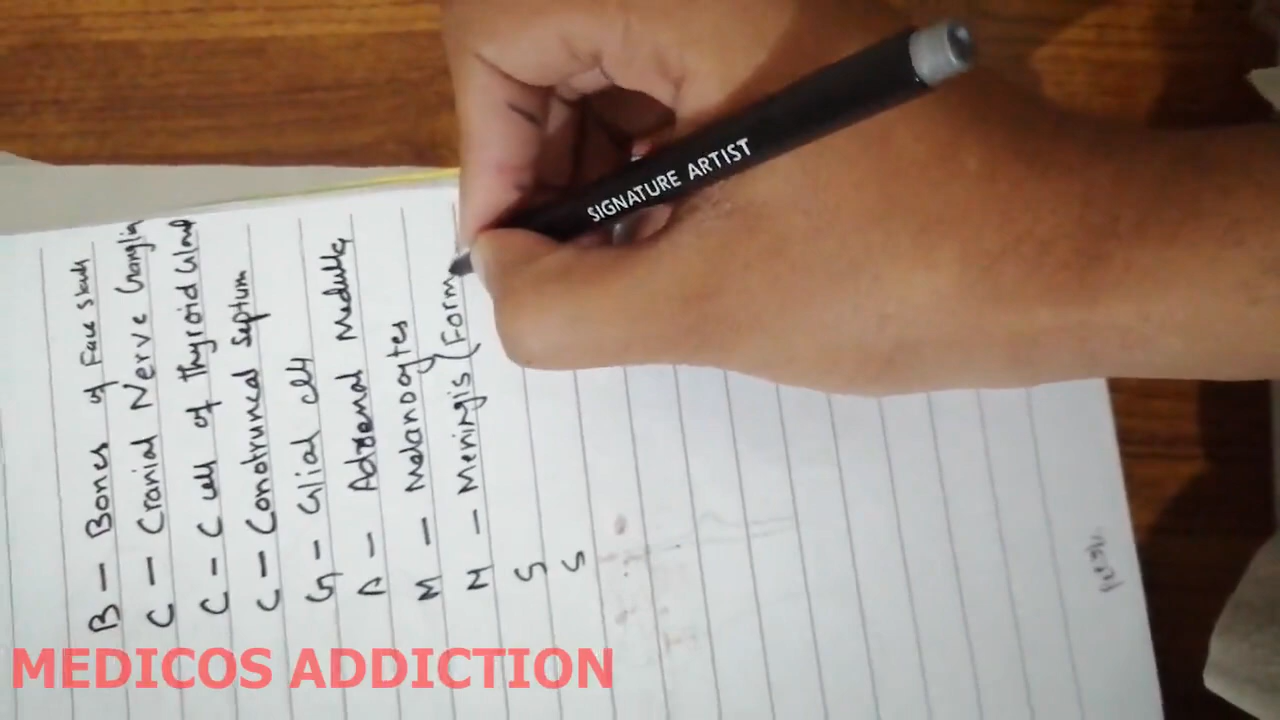 B - Bones of Face Skull
C - Cranial Nerve Ganglia
C - C cell of thyroid Gland
C - Conotruncal Septum
G - Glial cell
A - Adrenal Medulla
M - Melanocytes
M - Meningis (Form
S
S
SIGNATURE ARTIST
MEDICOS ADDICTION